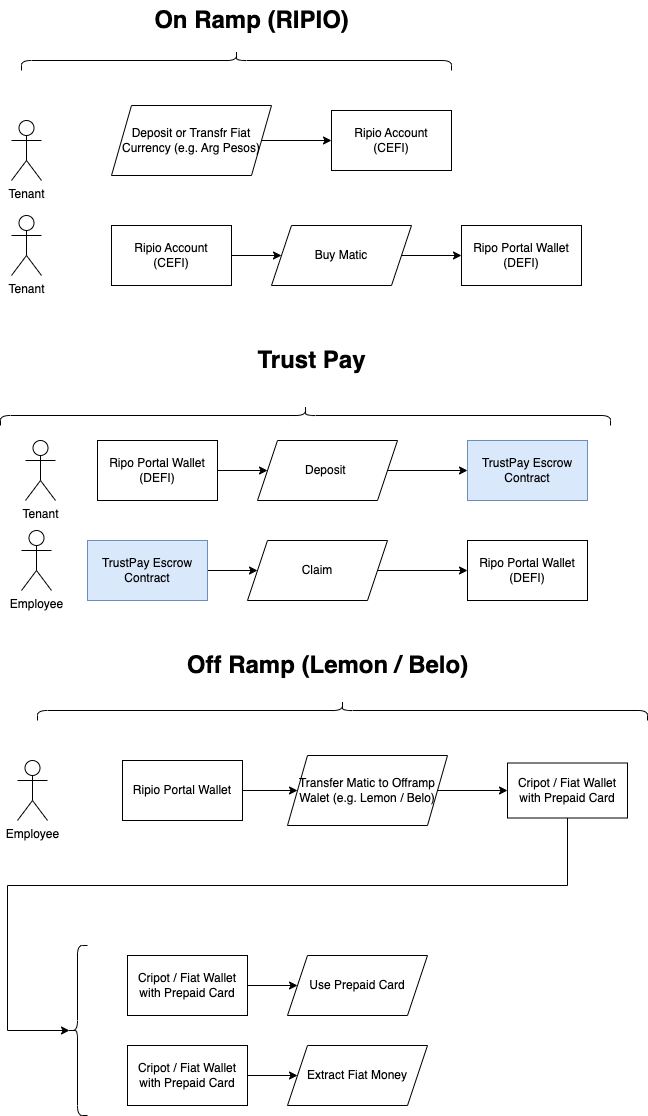 On Ramp (RIPIO)
Deposit or Transfr Fiat
Currency (e.g. Arg Pesos)
Ripio Account
(CEFI)
Tenant
Ripio Account
(CEFI)
Buy Matic
Ripo Portal Wallet
(DEFI)
Tenant
Trust Pay
Ripo Portal Wallet
(DEFI)
Deposit
TrustPay Escrow
Contract
Tenant
TrustPay Escrow
Contract
Claim
Ripo Portal Wallet
(DEFI)
Employee
Off Ramp (Lemon / Belo)
Ripio Portal Wallet
Transfer Matic to Offramp
Walet (e.g. Lemon / Belo)
Cripot / Fiat Wallet
with Prepaid Card
Employee
Cripot / Fiat Wallet
with Prepaid Card
Use Prepaid Card
Cripot / Fiat Wallet
with Prepaid Card
Extract Fiat Money